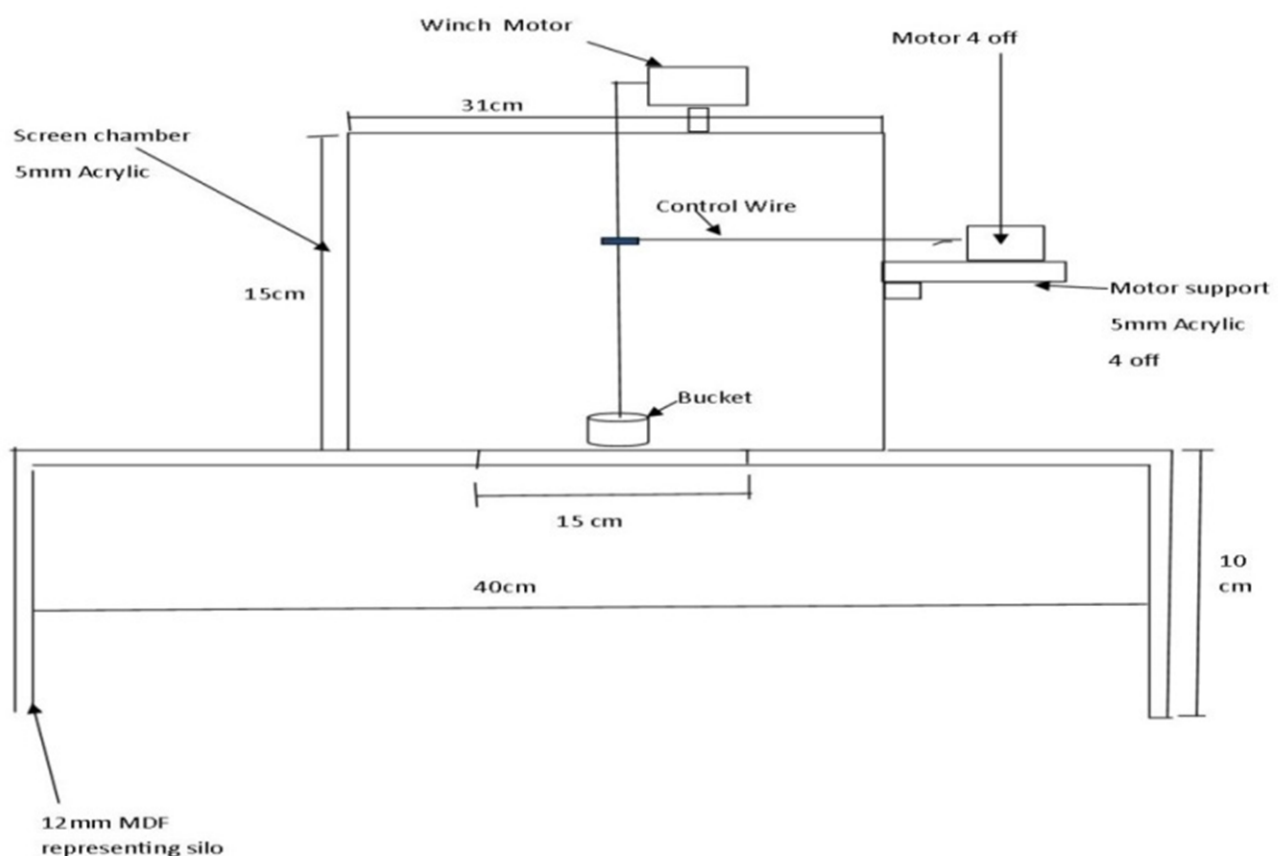 Winch Motor
Motor 4 off
31cm
Screen chamber
5mm Acrylic
Control Wire
15cm
Motor support
5mm Acrylic
4 off
Bucket
15 cm
10
cm
40cm
12mm MDF
representing silo